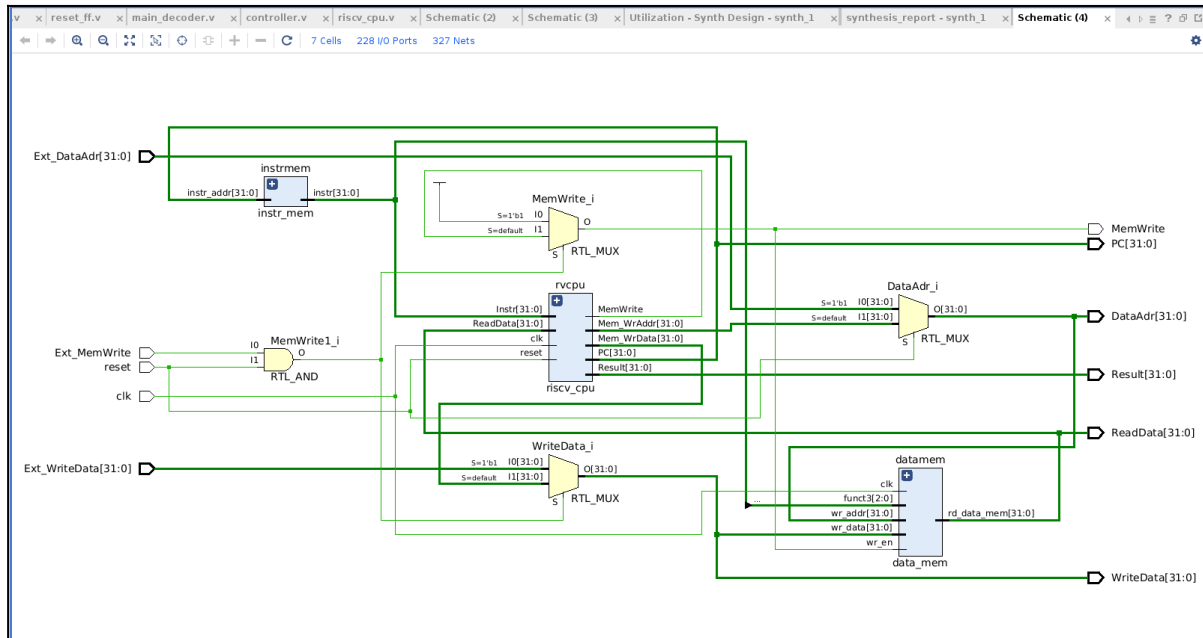 .v × reset_ff.v × main_decoder.v × controller.v × riscv_cpu.v × Schematic (2) × Schematic (3) × Utilization - Synth Design - synth_1 × synthesis_report - synth_1 × Schematic (4) ×
7 Cells 228 I/O Ports 327 Nets
Ext_DataAdr[31:0]
instrmem
instr_addr[31:0] instr[31:0]
instr_mem
MemWrite_i
S=1'b1 I0 O
S=default I1
S RTL_MUX
MemWrite
PC[31:0]
rvcpu
Instr[31:0] MemWrite
ReadData[31:0] Mem_WrAddr[31:0]
clk Mem_WrData[31:0]
reset PC[31:0]
Result[31:0]
riscv_cpu
DataAdr_i
S=1'b1 I0[31:0] O[31:0]
S=default I1[31:0]
S RTL_MUX
DataAdr[31:0]
Ext_MemWrite
reset
MemWrite1_i
I0 O
I1
RTL_AND
clk
Result[31:0]
ReadData[31:0]
Ext_WriteData[31:0]
WriteData_i
S=1'b1 I0[31:0] O[31:0]
S=default I1[31:0]
S RTL_MUX
datamem
clk
... funct3[2:0]
wr_addr[31:0] rd_data_mem[31:0]
wr_data[31:0]
wr_en
data_mem
WriteData[31:0]